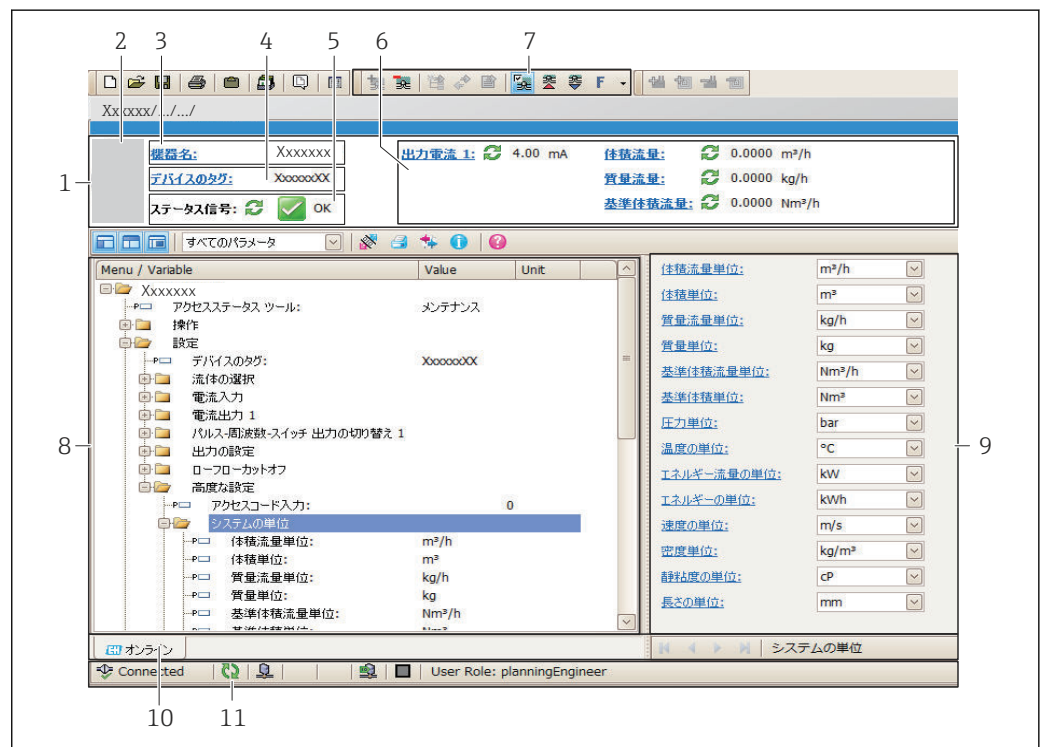 2 3 4 5 6 7
F
Xxxxxx/.../.../
1
機器名: Xxxxxxx
デバイスのタグ: XxxxxxXX
ステータス信号: OK
出力電流 1: 4.00 mA
体積流量: 0.0000 m³/h
質量流量: 0.0000 kg/h
基準体積流量: 0.0000 Nm³/h
すべてのパラメータ
Menu / Variable Value Unit
Xxxxxxx
アクセスステータス ツール: メンテナンス
操作
設定
デバイスのタグ: XxxxxxXX
流体の選択
電流入力
電流出力 1
パルス-周波数-スイッチ 出力の切り替え 1
8
出力の設定
ローフローカットオフ
高度な設定
アクセスコード入力: 0
システムの単位
体積流量単位: m³/h
体積単位: m³
質量流量単位: kg/h
質量単位: kg
基準体積流量単位: Nm³/h
基準体積単位: Nm³
体積流量単位: m³/h
体積単位: m³
質量流量単位: kg/h
質量単位: kg
基準体積流量単位: Nm³/h
基準体積単位: Nm³
圧力単位: bar
温度の単位: °C
9
エネルギー流量の単位: kW
エネルギーの単位: kWh
速度の単位: m/s
密度単位: kg/m³
静粘度の単位: cP
長さの単位: mm
オンライン
システムの単位
Connected
User Role: planningEngineer
10 11